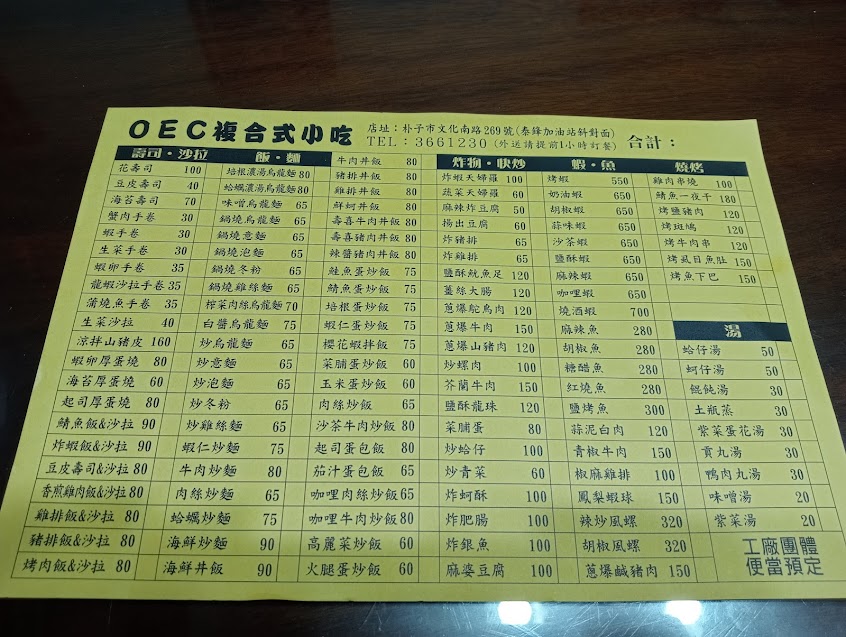 OEC複合式小吃
店址：朴子市文化南路269號(泰鋒加油站斜對面)
TEL：3661230(外送請提前1小時訂餐)
合計：
壽司·沙拉
花壽司 100
豆皮壽司 40
海苔壽司 70
蟹肉手卷 30
蝦手卷 30
生菜手卷 30
蝦卵手卷 35
龍蝦沙拉手卷 35
蒲燒魚手卷 35
生菜沙拉 40
涼拌山豬皮 160
蝦卵厚蛋燒 80
海苔厚蛋燒 60
起司厚蛋燒 80
鯖魚飯&沙拉 90
炸蝦飯&沙拉 90
豆皮壽司&沙拉 80
香煎雞肉飯&沙拉 80
雞排飯&沙拉 80
豬排飯&沙拉 80
烤肉飯&沙拉 80
飯·麵
培根濃湯烏龍麵 80
蛤蠣濃湯烏龍麵 80
味噌烏龍麵 65
鍋燒烏龍麵 65
鍋燒意麵 65
鍋燒泡麵 65
鍋燒冬粉 65
鍋燒雞絲麵 65
榨菜肉絲烏龍麵 70
白醬烏龍麵 75
炒烏龍麵 65
炒意麵 65
炒泡麵 65
炒冬粉 65
炒雞絲麵 65
蝦仁炒麵 75
牛肉炒麵 80
肉絲炒麵 65
蛤蠣炒麵 75
海鮮炒麵 90
海鮮丼飯 90
牛肉丼飯 80
豬排丼飯 80
雞排丼飯 80
鮮蚵丼飯 80
壽喜牛肉丼飯 80
壽喜豬肉丼飯 80
辣醬豬肉丼飯 80
鮭魚蛋炒飯 75
鯖魚蛋炒飯 75
培根蛋炒飯 75
蝦仁蛋炒飯 75
櫻花蝦拌飯 75
菜脯蛋炒飯 60
玉米蛋炒飯 60
肉絲炒飯 65
沙茶牛肉炒飯 80
起司蛋包飯 80
茄汁蛋包飯 65
咖哩肉絲炒飯 65
咖哩牛肉炒飯 80
高麗菜炒飯 60
火腿蛋炒飯 60
炸物·快炒
炸蝦天婦羅 100
蔬菜天婦羅 60
麻辣炸豆腐 50
揚出豆腐 60
炸豬排 65
炸雞排 65
鹽酥魷魚足 120
薑絲大腸 120
蔥爆鴕鳥肉 120
蔥爆牛肉 150
蔥爆山豬肉 120
炒螺肉 100
芥蘭牛肉 150
鹽酥龍珠 120
菜脯蛋 80
炒蛤仔 100
炒青菜 60
炸蚵酥 100
炸肥腸 100
炸銀魚 100
麻婆豆腐 100
蝦·魚
烤蝦 550
奶油蝦 650
胡椒蝦 650
蒜味蝦 650
沙茶蝦 650
鹽酥蝦 650
麻辣蝦 650
咖哩蝦 650
燒酒蝦 700
麻辣魚 280
胡椒魚 280
糖醋魚 280
紅燒魚 280
鹽烤魚 300
蒜泥白肉 120
青椒牛肉 150
椒麻雞排 100
鳳梨蝦球 150
辣炒風螺 320
胡椒風螺 320
蔥爆鹹豬肉 150
燒烤
雞肉串燒 100
鯖魚一夜干 180
烤鹽豬肉 120
烤斑鳩 120
烤牛肉串 120
烤虱目魚肚 150
烤魚下巴 150
湯
蛤仔湯 50
蚵仔湯 50
餛飩湯 30
土瓶蒸 30
紫菜蛋花湯 30
貢丸湯 30
鴨肉丸湯 30
味噌湯 20
紫菜湯 20
工廠團體
便當預定